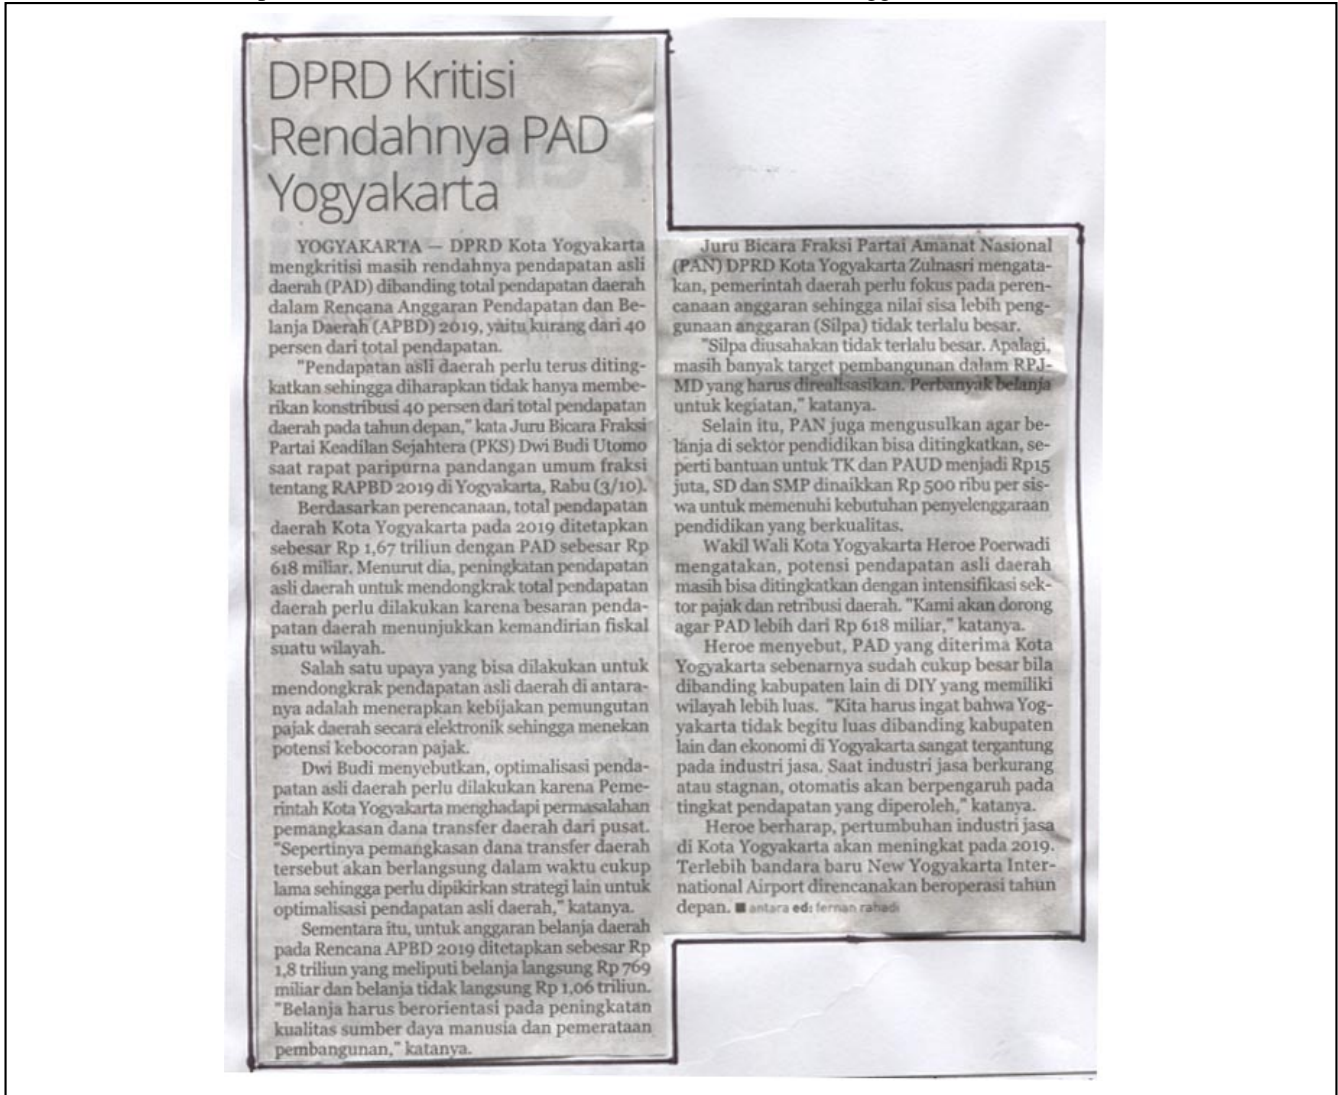 DPRD Kritisi
Rendahnya PAD
Yogyakarta
YOGYAKARTA — DPRD Kota Yogyakarta
mengkritisi masih rendahnya pendapatan asli
daerah (PAD) dibanding total pendapatan daerah
dalam Rencana Anggaran Pendapatan dan Be-
lanja Daerah (APBD) 2019, yaitu kurang dari 40
persen dari total pendapatan.
"Pendapatan asli daerah perlu terus diting-
katkan sehingga diharapkan tidak hanya membe-
rikan konstribusi 40 persen dari total pendapatan
daerah pada tahun depan," kata Juru Bicara Fraksi
Partai Keadilan Sejahtera (PKS) Dwi Budi Utomo
saat rapat paripurna pandangan umum fraksi
tentang RAPBD 2019 di Yogyakarta, Rabu (3/10).
Berdasarkan perencanaan, total pendapatan
daerah Kota Yogyakarta pada 2019 ditetapkan
sebesar Rp 1,67 triliun dengan PAD sebesar Rp
618 miliar. Menurut dia, peningkatan pendapatan
asli daerah untuk mendongkrak total pendapatan
daerah perlu dilakukan karena besaran penda-
patan daerah menunjukkan kemandirian fiskal
suatu wilayah.
Salah satu upaya yang bisa dilakukan untuk
mendongkrak pendapatan asli daerah di antara-
nya adalah menerapkan kebijakan pemungutan
pajak daerah secara elektronik sehingga menekan
potensi kebocoran pajak.
Dwi Budi menyebutkan, optimalisasi penda-
patan asli daerah perlu dilakukan karena Peme-
rintah Kota Yogyakarta menghadapi permasalahan
pemangkasan dana transfer daerah dari pusat.
"Sepertinya pemangkasan dana transfer daerah
tersebut akan berlangsung dalam waktu cukup
lama sehingga perlu dipikirkan strategi lain untuk
optimalisasi pendapatan asli daerah," katanya.
Sementara itu, untuk anggaran belanja daerah
pada Rencana APBD 2019 ditetapkan sebesar Rp
1,8 triliun yang meliputi belanja langsung Rp 769
miliar dan belanja tidak langsung Rp 1,06 triliun.
"Belanja harus berorientasi pada peningkatan
kualitas sumber daya manusia dan pemerataan
pembangunan," katanya.
Juru Bicara Fraksi Partai Amanat Nasional
(PAN) DPRD Kota Yogyakarta Zulnasri mengata-
kan, pemerintah daerah perlu fokus pada peren-
canaan anggaran sehingga nilai sisa lebih peng-
gunaan anggaran (Silpa) tidak terlalu besar.
"Silpa diusahakan tidak terlalu besar. Apalagi,
masih banyak target pembangunan dalam RPJ-
MD yang harus direalisasikan. Perbanyak belanja
untuk kegiatan," katanya.
Selain itu, PAN juga mengusulkan agar be-
lanja di sektor pendidikan bisa ditingkatkan, se-
perti bantuan untuk TK dan PAUD menjadi Rp15
juta, SD dan SMP dinaikkan Rp 500 ribu per sis-
wa untuk memenuhi kebutuhan penyelenggaraan
pendidikan yang berkualitas.
Wakil Wali Kota Yogyakarta Heroe Poerwadi
mengatakan, potensi pendapatan asli daerah
masih bisa ditingkatkan dengan intensifikasi sek-
tor pajak dan retribusi daerah. "Kami akan dorong
agar PAD lebih dari Rp 618 miliar," katanya.
Heroe menyebut, PAD yang diterima Kota
Yogyakarta sebenarnya sudah cukup besar bila
dibanding kabupaten lain di DIY yang memiliki
wilayah lebih luas. "Kita harus ingat bahwa Yog-
yakarta tidak begitu luas dibanding kabupaten
lain dan ekonomi di Yogyakarta sangat tergantung
pada industri jasa. Saat industri jasa berkurang
atau stagnan, otomatis akan berpengaruh pada
tingkat pendapatan yang diperoleh," katanya.
Heroe berharap, pertumbuhan industri jasa
di Kota Yogyakarta akan meningkat pada 2019.
Terlebih bandara baru New Yogyakarta Inter-
national Airport direncanakan beroperasi tahun
depan. ■ antara ed: fernan rahadi